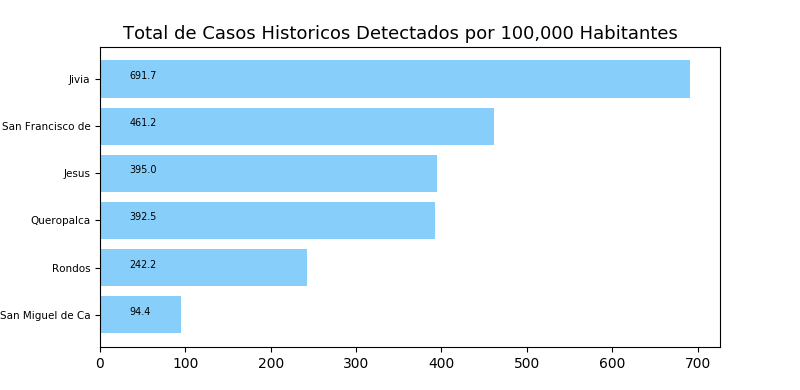 Total de Casos Historicos Detectados por 100,000 Habitantes
Jivia 691.7
San Francisco de 461.2
Jesus 395.0
Queropalca 392.5
Rondos 242.2
San Miguel de Ca 94.4
0 100 200 300 400 500 600 700